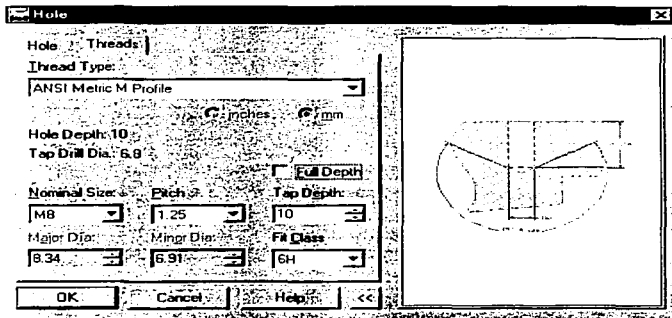 Hole
Hole Threads
Thread Type:
ANSI Metric M Profile
inches mm
Hole Depth: 10
Tap Drill Dia.: 6.8
Full Depth
Nominal Size: Pitch Tap Depth:
M8 1.25 10
Major Dia: Minor Dia: Fit Class
8.34 6.91 6H
OK Cancel Help <<